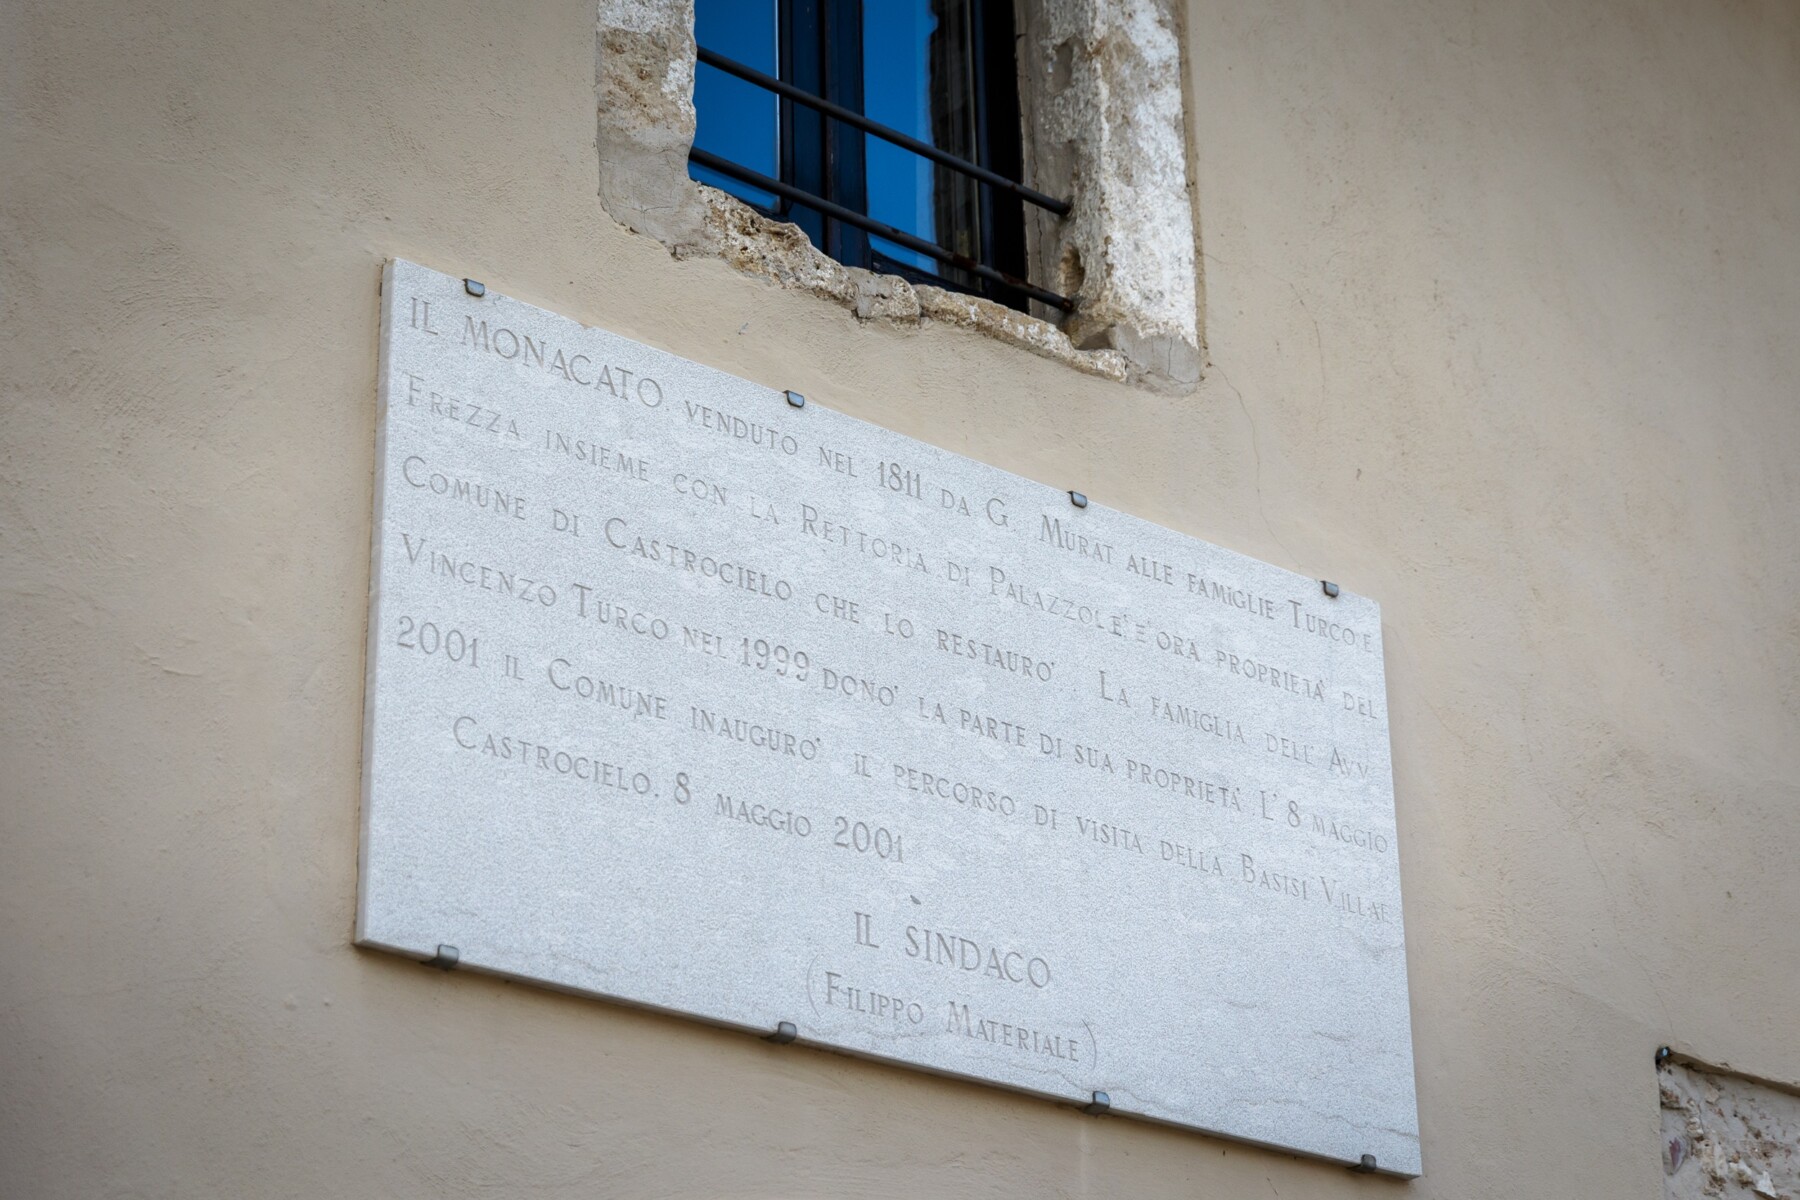 IL MONACATO, VENDUTO NEL 1811 DA G. MURAT ALLE FAMIGLIE TURCO E
FREZZA INSIEME CON LA RETTORIA DI PALAZZOLE' E' ORA PROPRIETÀ DEL
COMUNE DI CASTROCIELO CHE LO RESTAURO'. LA FAMIGLIA DELL' AVV.
VINCENZO TURCO NEL 1999 DONO' LA PARTE DI SUA PROPRIETÀ. L' 8 MAGGIO
2001 IL COMUNE INAUGURO' IL PERCORSO DI VISITA DELLA BASISI VILLAE
CASTROCIELO. 8 MAGGIO 2001
IL SINDACO
(FILIPPO MATERIALE)